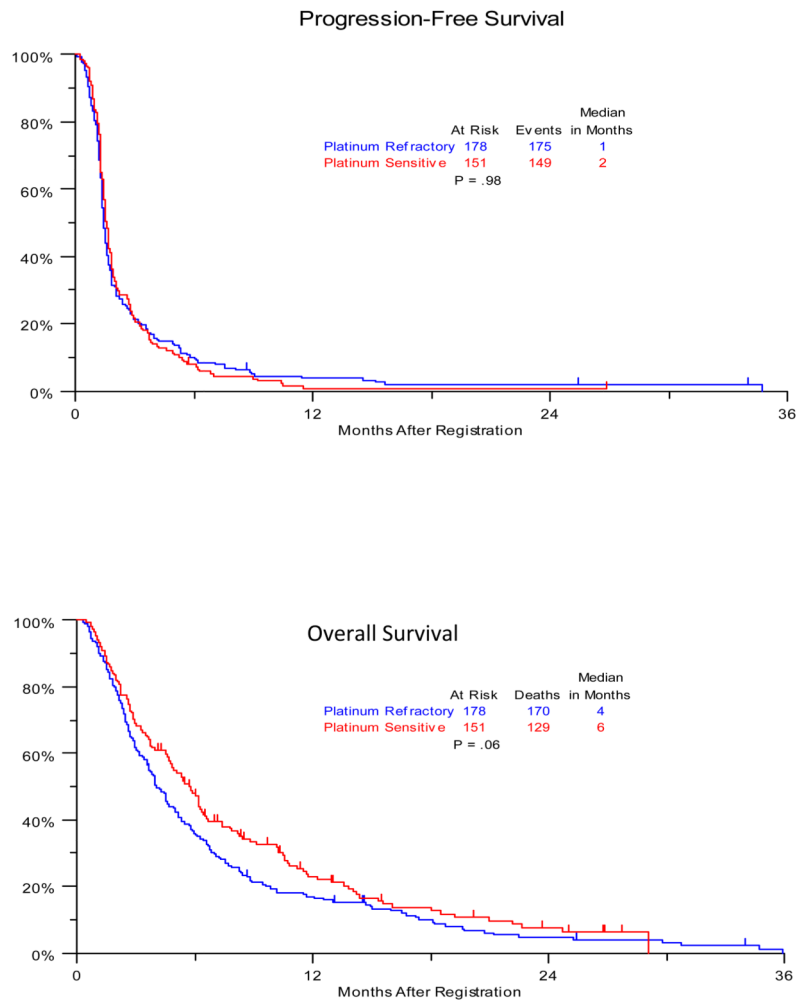 Progression-Free Survival
Median
At Risk Events in Months
Platinum Refractory 178 175 1
Platinum Sensitive 151 149 2
P = .98
100%
80%
60%
40%
20%
0%
0 12 24 36
Months After Registration
Overall Survival
Median
At Risk Deaths in Months
Platinum Refractory 178 170 4
Platinum Sensitive 151 129 6
P = .06
100%
80%
60%
40%
20%
0%
0 12 24 36
Months After Registration